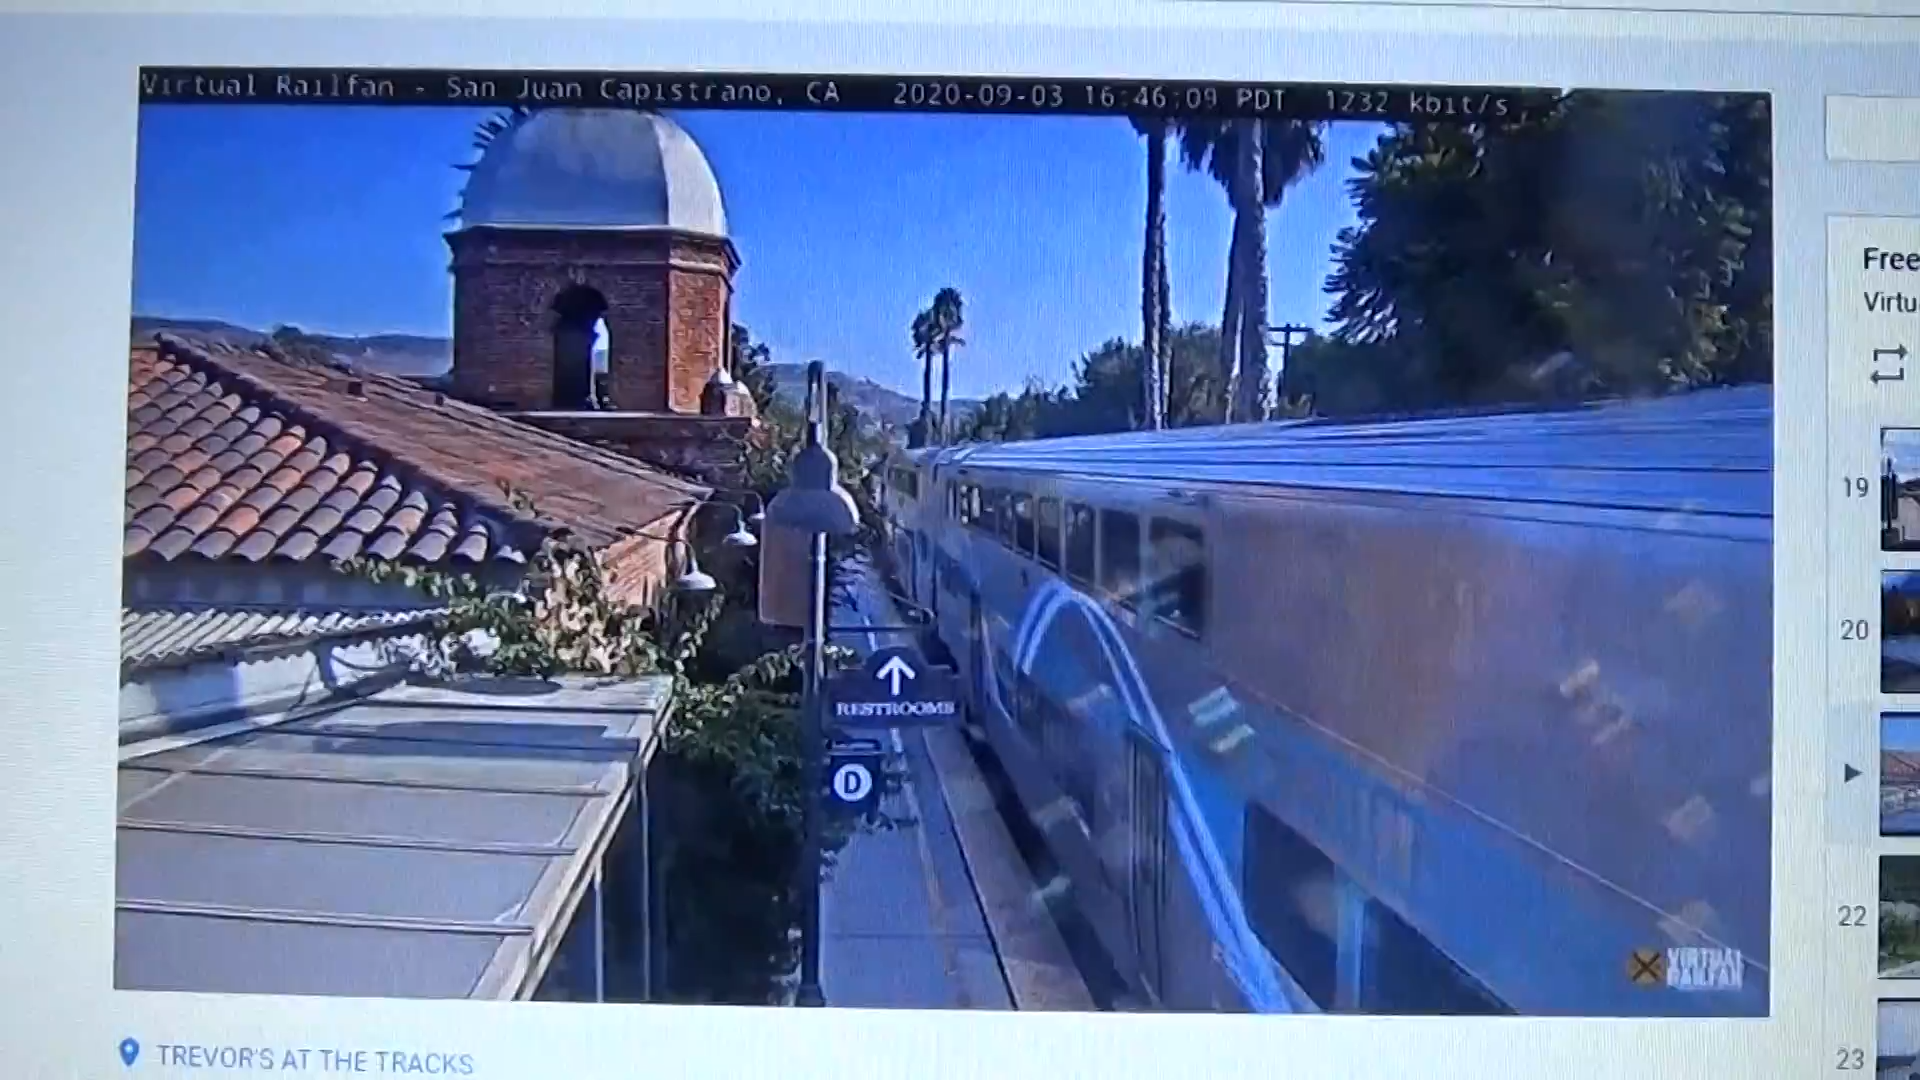 Virtual Railfan - San Juan Capistrano, CA 2020-09-03 16:46:09 PDT 1232 kbit/s
Free
Virtu
19
20
RESTROOMS
D
22
VIRTUAL
RAILFAN
TREVOR'S AT THE TRACKS
23